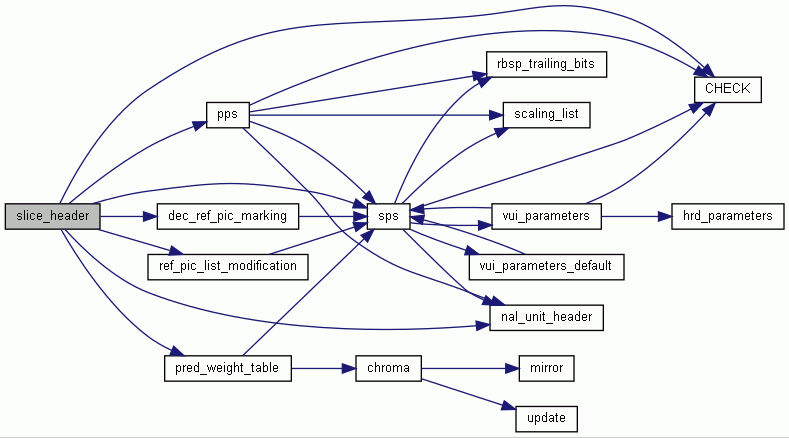 rbsp_trailing_bits
CHECK
pps
scaling_list
slice_header
dec_ref_pic_marking
sps
vui_parameters
hrd_parameters
ref_pic_list_modification
vui_parameters_default
nal_unit_header
pred_weight_table
chroma
mirror
update